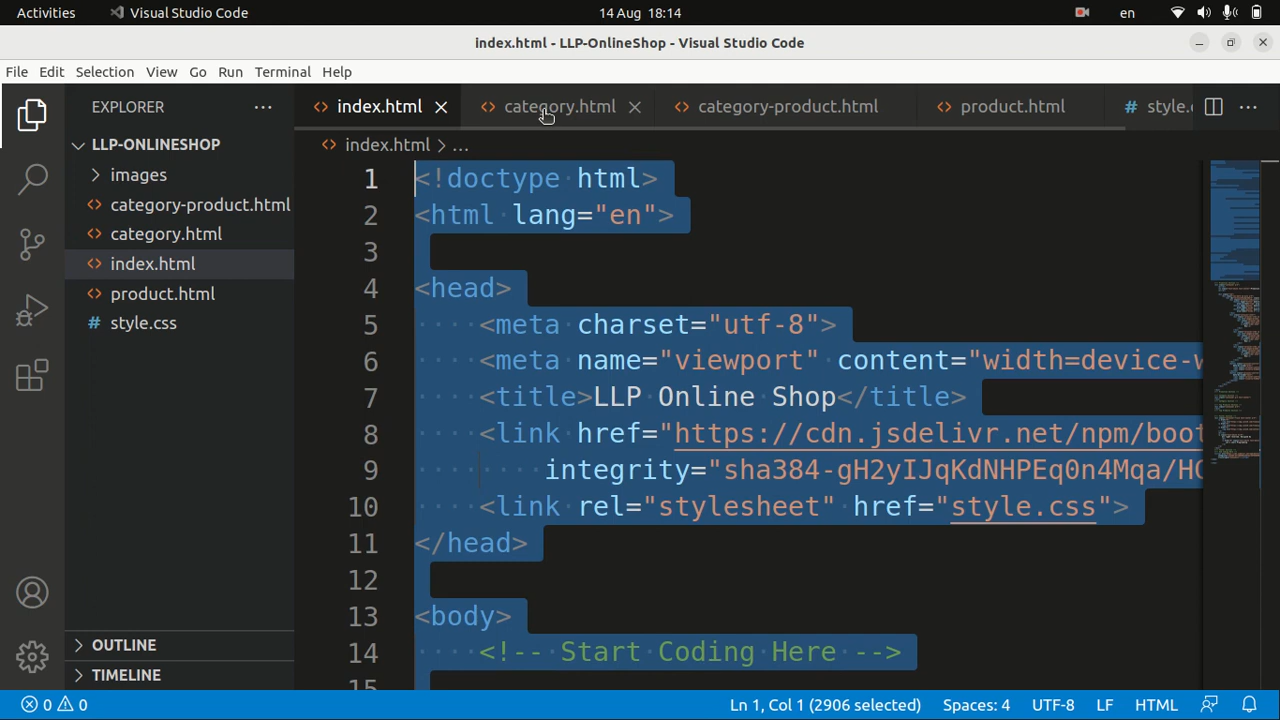 Activities Visual Studio Code 14 Aug 18:14 en
index.html - LLP-OnlineShop - Visual Studio Code
File Edit Selection View Go Run Terminal Help
EXPLORER
LLP-ONLINESHOP
images
category-product.html
category.html
index.html
product.html
# style.css
OUTLINE
TIMELINE
index.html category.html category-product.html product.html # style.
index.html > ...
1 <!doctype html>
2 <html lang="en">
3
4 <head>
5 <meta charset="utf-8">
6 <meta name="viewport" content="width=device-
7 <title>LLP Online Shop</title>
8 <link href="https://cdn.jsdelivr.net/npm/boot
9 integrity="sha384-gH2yIJqKdNHPEq0n4Mqa/HG
10 <link rel="stylesheet" href="style.css">
11 </head>
12
13 <body>
14 <!-- Start Coding Here -->
15
0 0 Ln 1, Col 1 (2906 selected) Spaces: 4 UTF-8 LF HTML